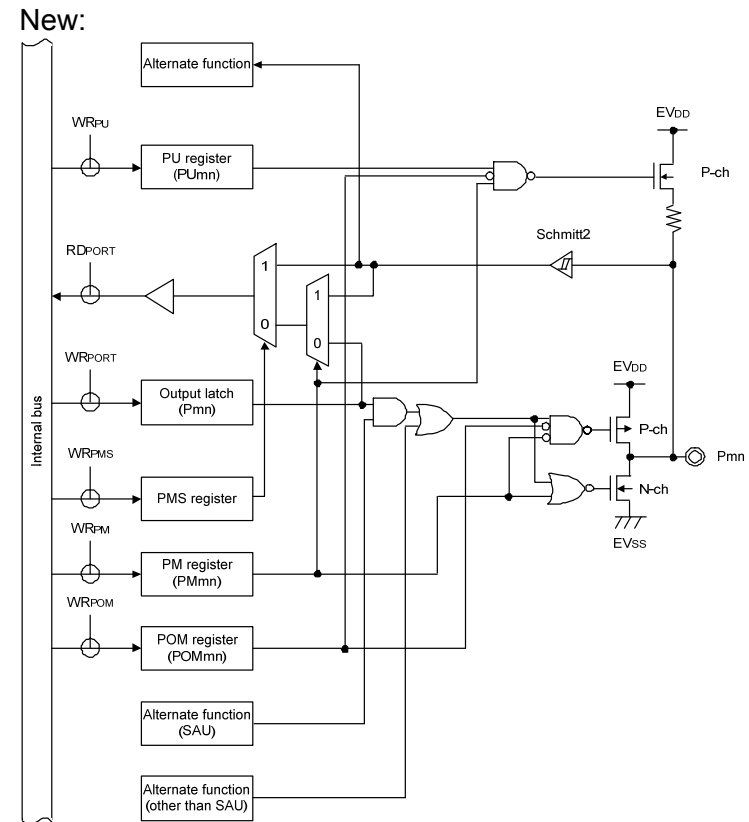 New:
Alternate function
WRPU
EVDD
PU register
(PUmn)
P-ch
RDPORT
Schmitt2
1
1
0
0
WRPORT
EVDD
Output latch
(Pmn)
P-ch
Internal bus
Pmn
WRPMS
PMS register
N-ch
WRPM
EVSS
PM register
(PMmn)
WRPOM
POM register
(POMmn)
Alternate function
(SAU)
Alternate function
(other than SAU)